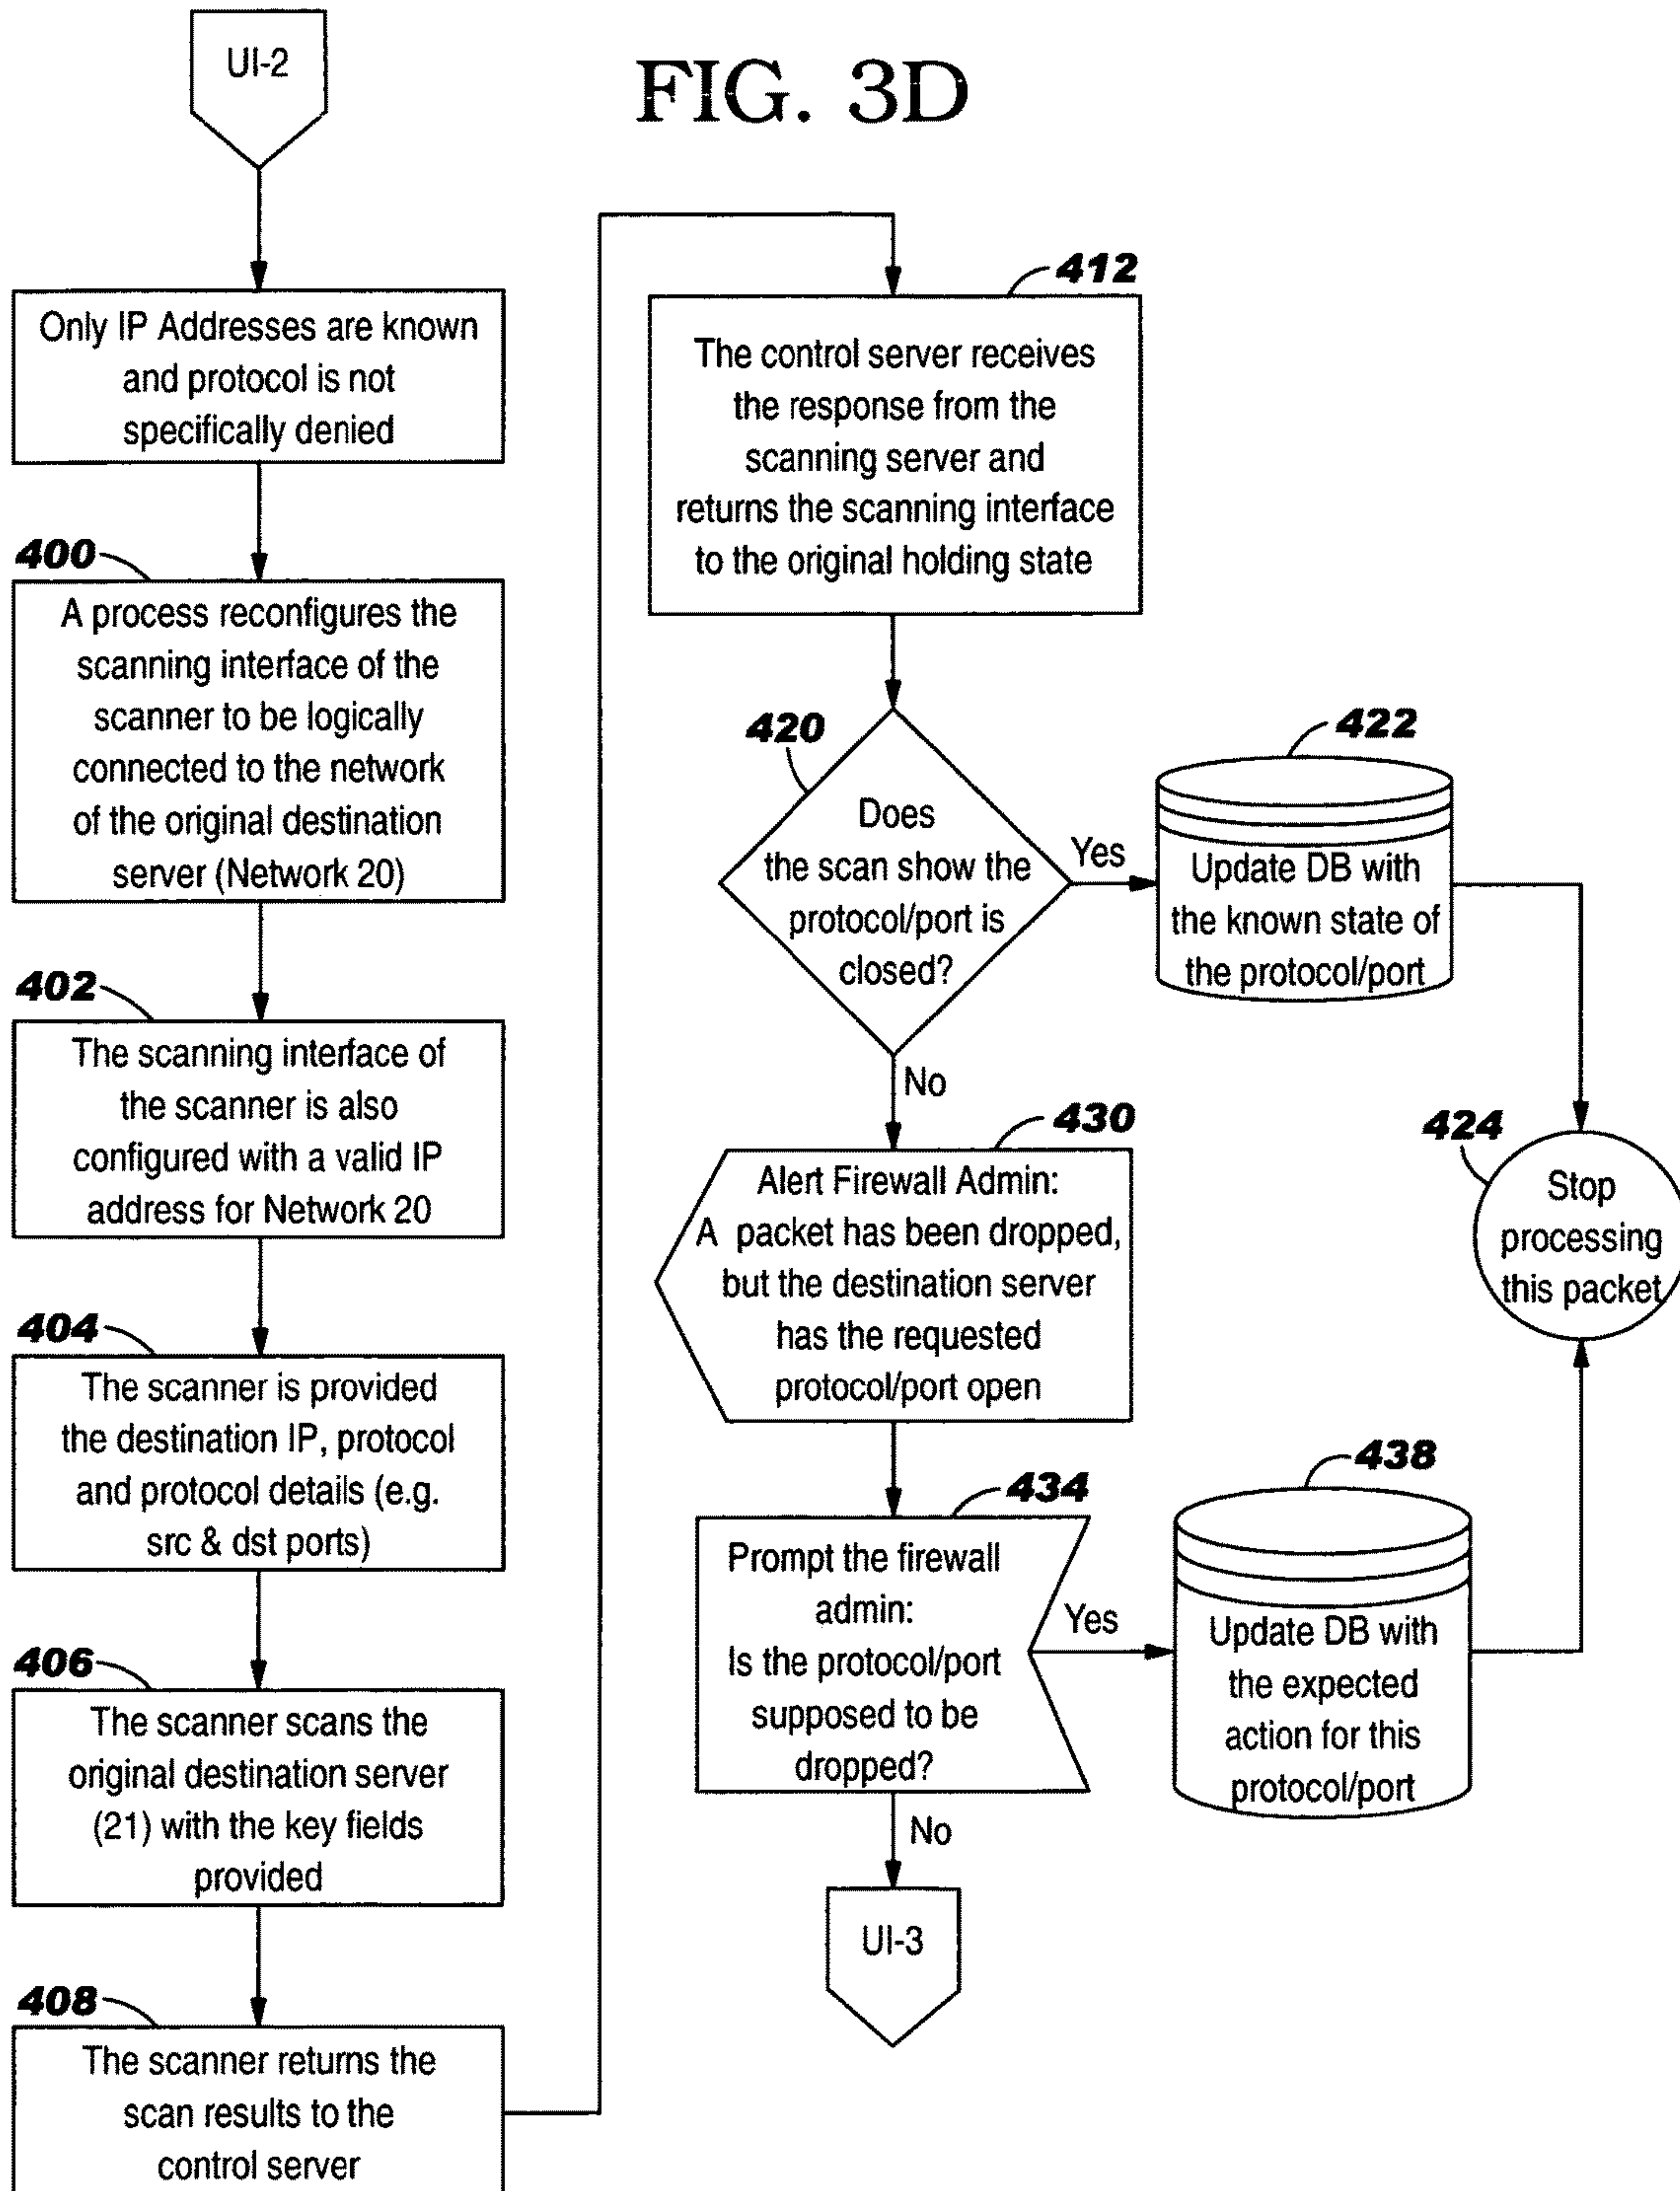 UI-2
FIG. 3D
Only IP Addresses are known
and protocol is not
specifically denied
400
A process reconfigures the
scanning interface of the
scanner to be logically
connected to the network
of the original destination
server (Network 20)
402
The scanning interface of
the scanner is also
configured with a valid IP
address for Network 20
404
The scanner is provided
the destination IP, protocol
and protocol details (e.g.
src & dst ports)
406
The scanner scans the
original destination server
(21) with the key fields
provided
408
The scanner returns the
scan results to the
control server
412
The control server receives
the response from the
scanning server and
returns the scanning interface
to the original holding state
420
Does
the scan show the
protocol/port is
closed?
Yes
422
Update DB with
the known state of
the protocol/port
424
Stop
processing
this packet
No
430
Alert Firewall Admin:
A packet has been dropped,
but the destination server
has the requested
protocol/port open
434
Prompt the firewall
admin:
Is the protocol/port
supposed to be
dropped?
Yes
438
Update DB with
the expected
action for this
protocol/port
No
UI-3